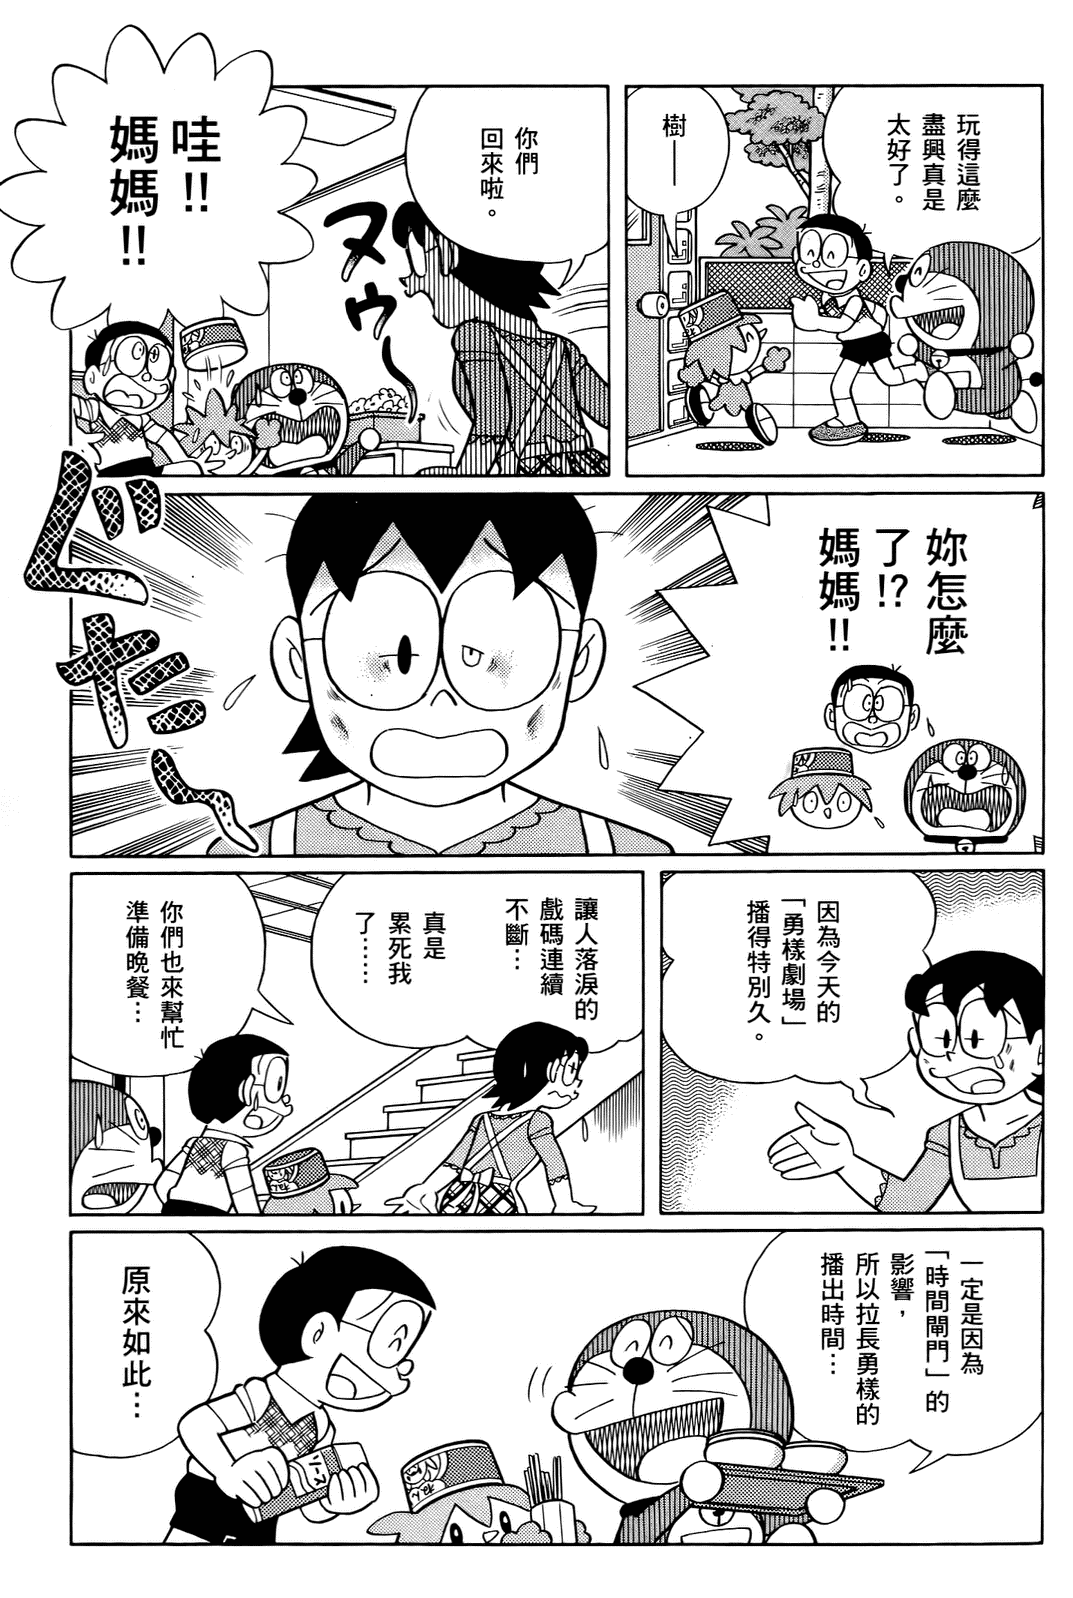 玩得這麼
盡興真是
太好了。
樹——
你們
回來啦。
ヌゥ〜
哇!!
媽媽!!
妳怎麼
了!?
媽媽!!
因為今天的
「勇樣劇場」
播得特別久。
讓人落淚的
戲碼連續
不斷…
真是
累死我
了……
你們也來幫忙
準備晚餐…
一定是因為
「時間閘門」的
影響，
所以拉長勇樣的
播出時間…
原來如此…
ソース